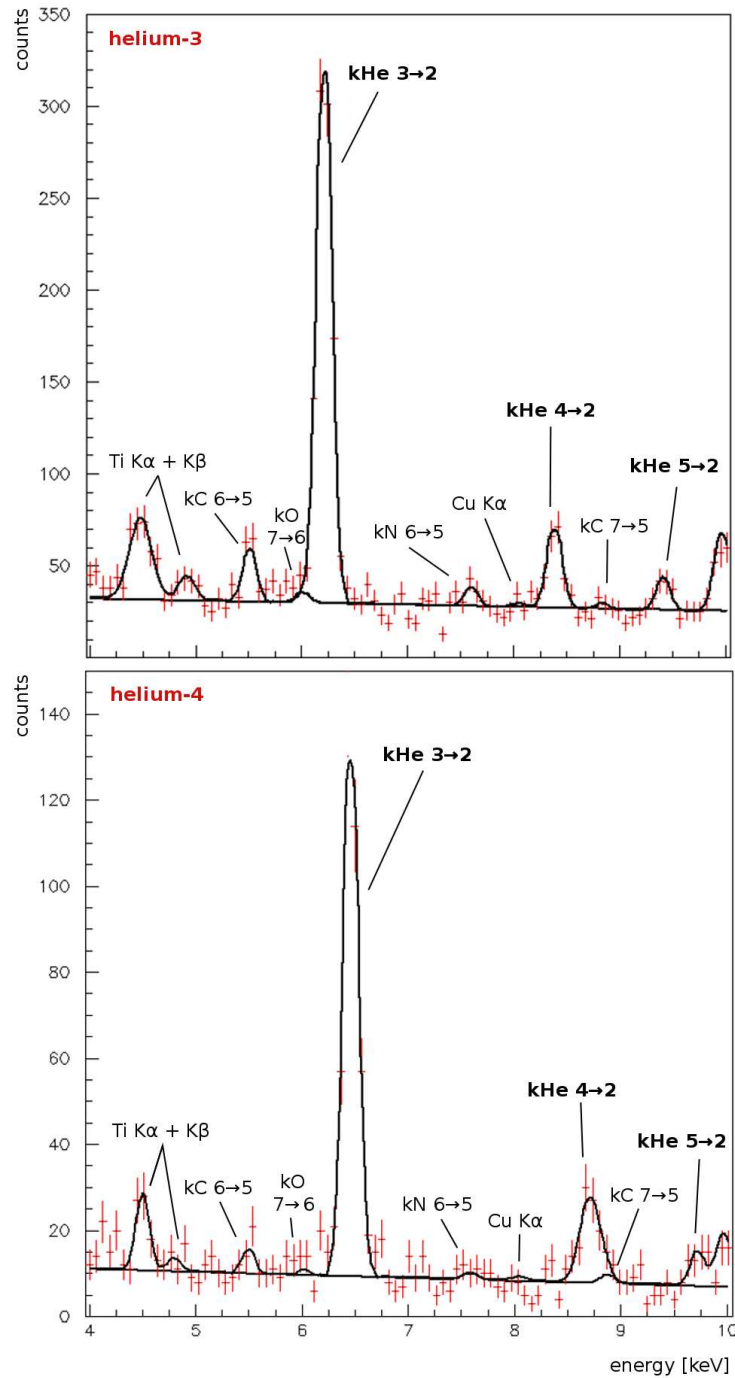 counts
350
helium-3
kHe 3→2
300
250
200
150
kHe 4→2
kHe 5→2
100
Ti Kα + Kβ
kC 6→5
kO
7→6
kN 6→5
Cu Kα
kC 7→5
50
counts
helium-4
140
kHe 3→2
120
100
80
60
kHe 4→2
kHe 5→2
40
Ti Kα + Kβ
kC 6→5
kO
7→6
kN 6→5
Cu Kα
kC 7→5
20
0
4 5 6 7 8 9 10
energy [keV]